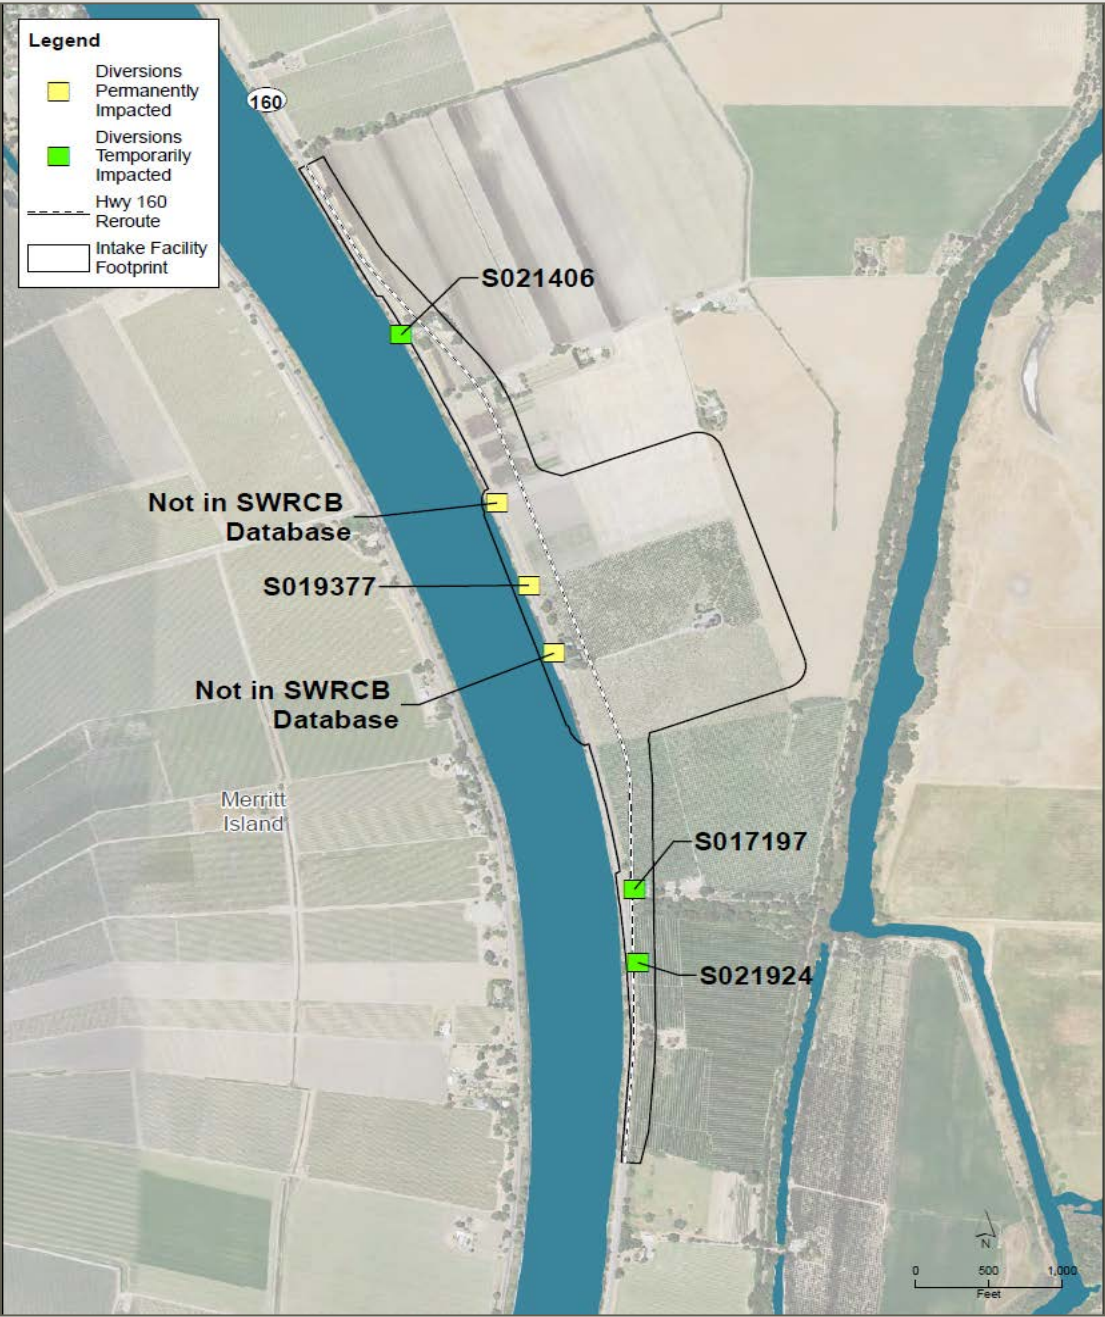 Legend
Diversions
Permanently
Impacted
Diversions
Temporarily
Impacted
Hwy 160
Reroute
Intake Facility
Footprint
160
S021406
Not in SWRCB
Database
S019377
Not in SWRCB
Database
Merritt
Island
S017197
S021924
N
0 500 1,000
Feet